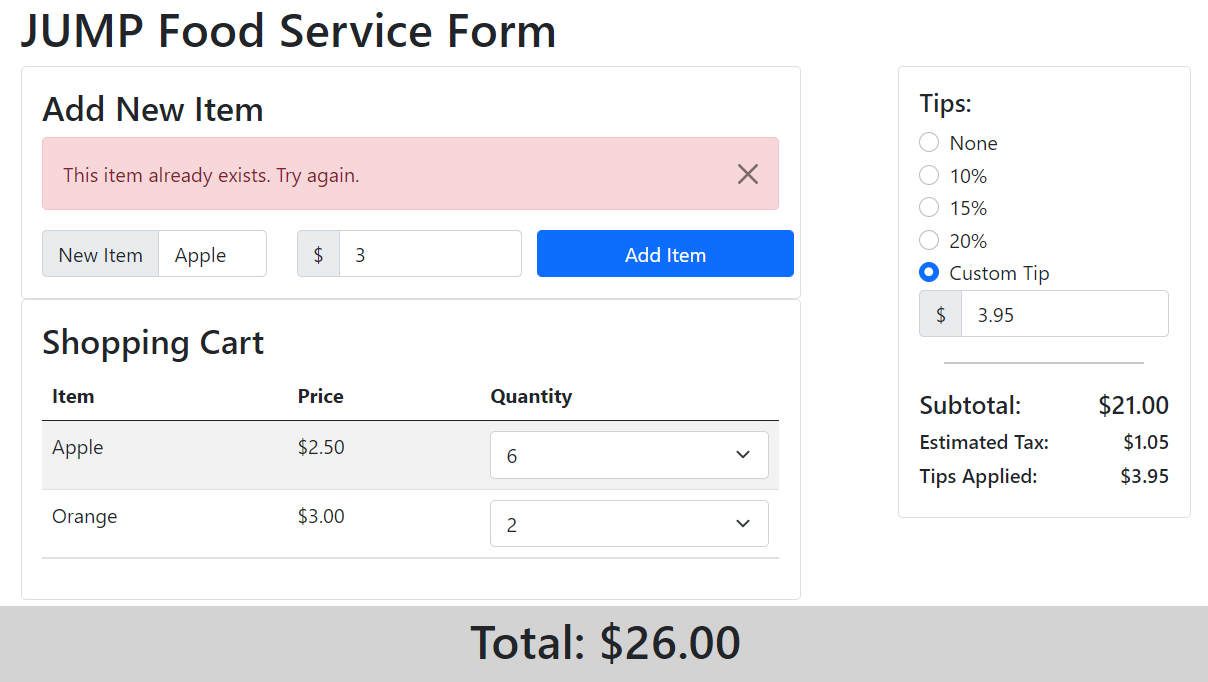 JUMP Food Service Form
Add New Item
This item already exists. Try again.
New Item Apple $ 3 Add Item
Shopping Cart
Item Price Quantity
Apple $2.50 6
Orange $3.00 2
Tips:
None
10%
15%
20%
Custom Tip
$ 3.95
Subtotal: $21.00
Estimated Tax: $1.05
Tips Applied: $3.95
Total: $26.00